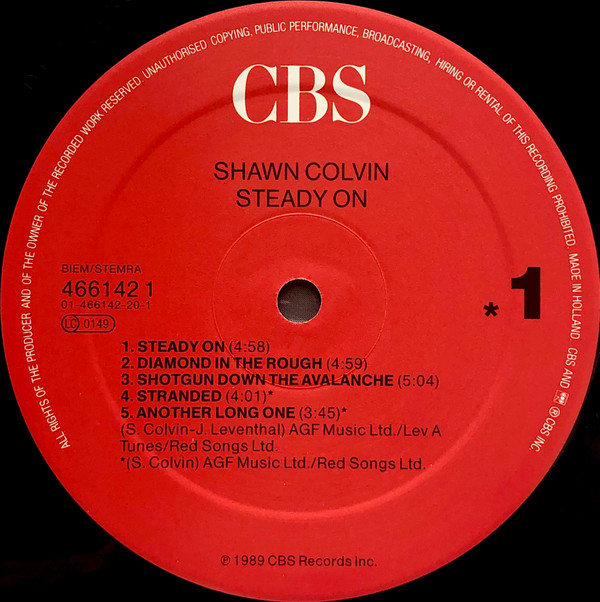 ALL RIGHTS OF THE PRODUCER AND OF THE OWNER OF THE RECORDED WORK RESERVED. UNAUTHORISED COPYING, PUBLIC PERFORMANCE, BROADCASTING, HIRING OR RENTAL OF THIS RECORDING PROHIBITED. MADE IN HOLLAND. CBS AND ℗ CBS INC.
CBS
SHAWN COLVIN
STEADY ON
BIEM/STEMRA
466142 1
01-466142-20-1
LC 0149
* 1
1. STEADY ON (4:58)
2. DIAMOND IN THE ROUGH (4:59)
3. SHOTGUN DOWN THE AVALANCHE (5:04)
4. STRANDED (4:01)*
5. ANOTHER LONG ONE (3:45)*
(S. Colvin-J. Leventhal) AGF Music Ltd./Lev A
Tunes/Red Songs Ltd.
*(S. Colvin) AGF Music Ltd./Red Songs Ltd.
℗ 1989 CBS Records Inc.